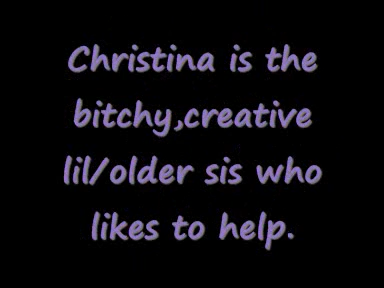 Christina is the
bitchy,creative
lil/older sis who
likes to help.